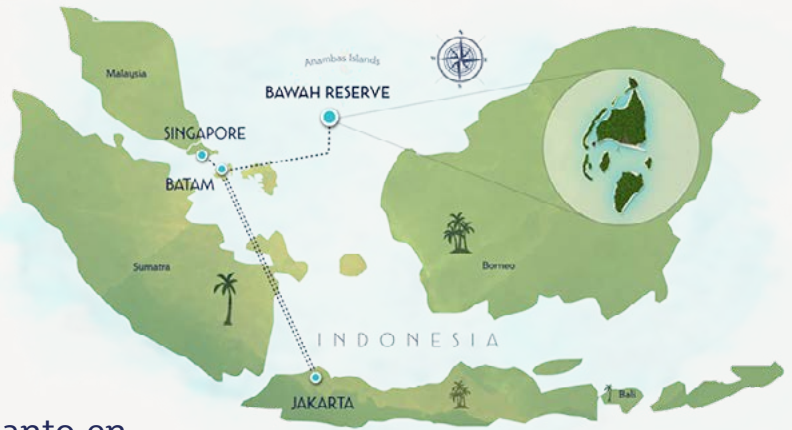 Anambas Islands
Malaysia
BAWAH RESERVE
SINGAPORE
BATAM
Sumatra
Borneo
INDONESIA
JAKARTA
Bali